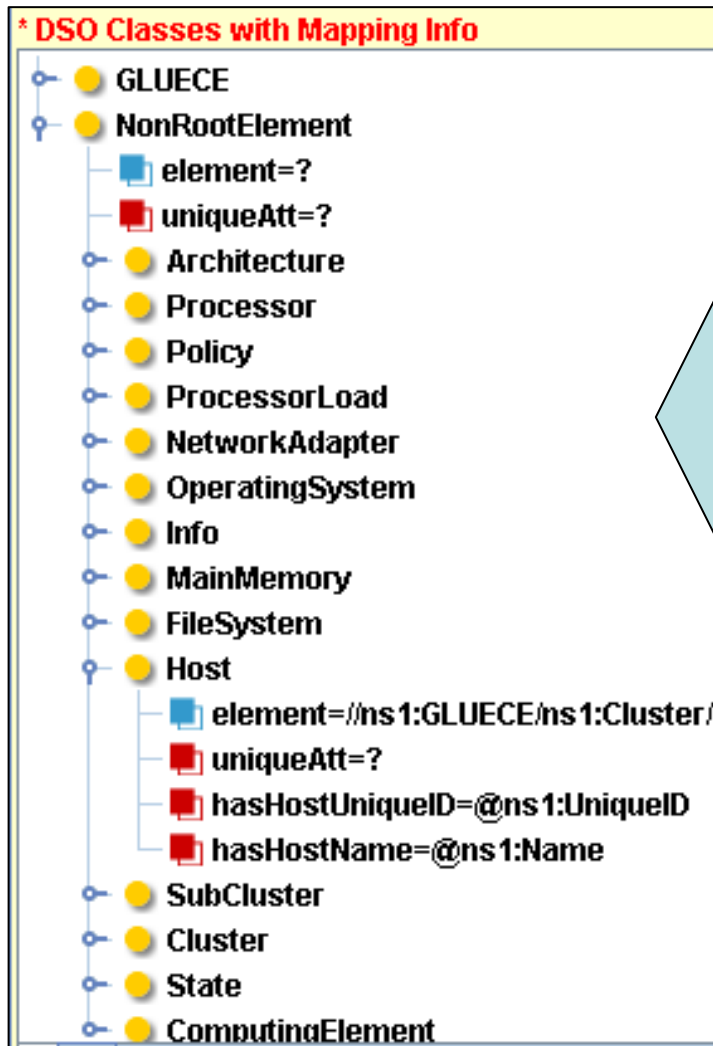 * DSO Classes with Mapping Info
GLUECE
NonRootElement
element=?
uniqueAtt=?
Architecture
Processor
Policy
ProcessorLoad
NetworkAdapter
OperatingSystem
Info
MainMemory
FileSystem
Host
element=//ns1:GLUECE/ns1:Cluster/
uniqueAtt=?
hasHostUniqueID=@ns1:UniqueID
hasHostName=@ns1:Name
SubCluster
Cluster
State
ComputingElement